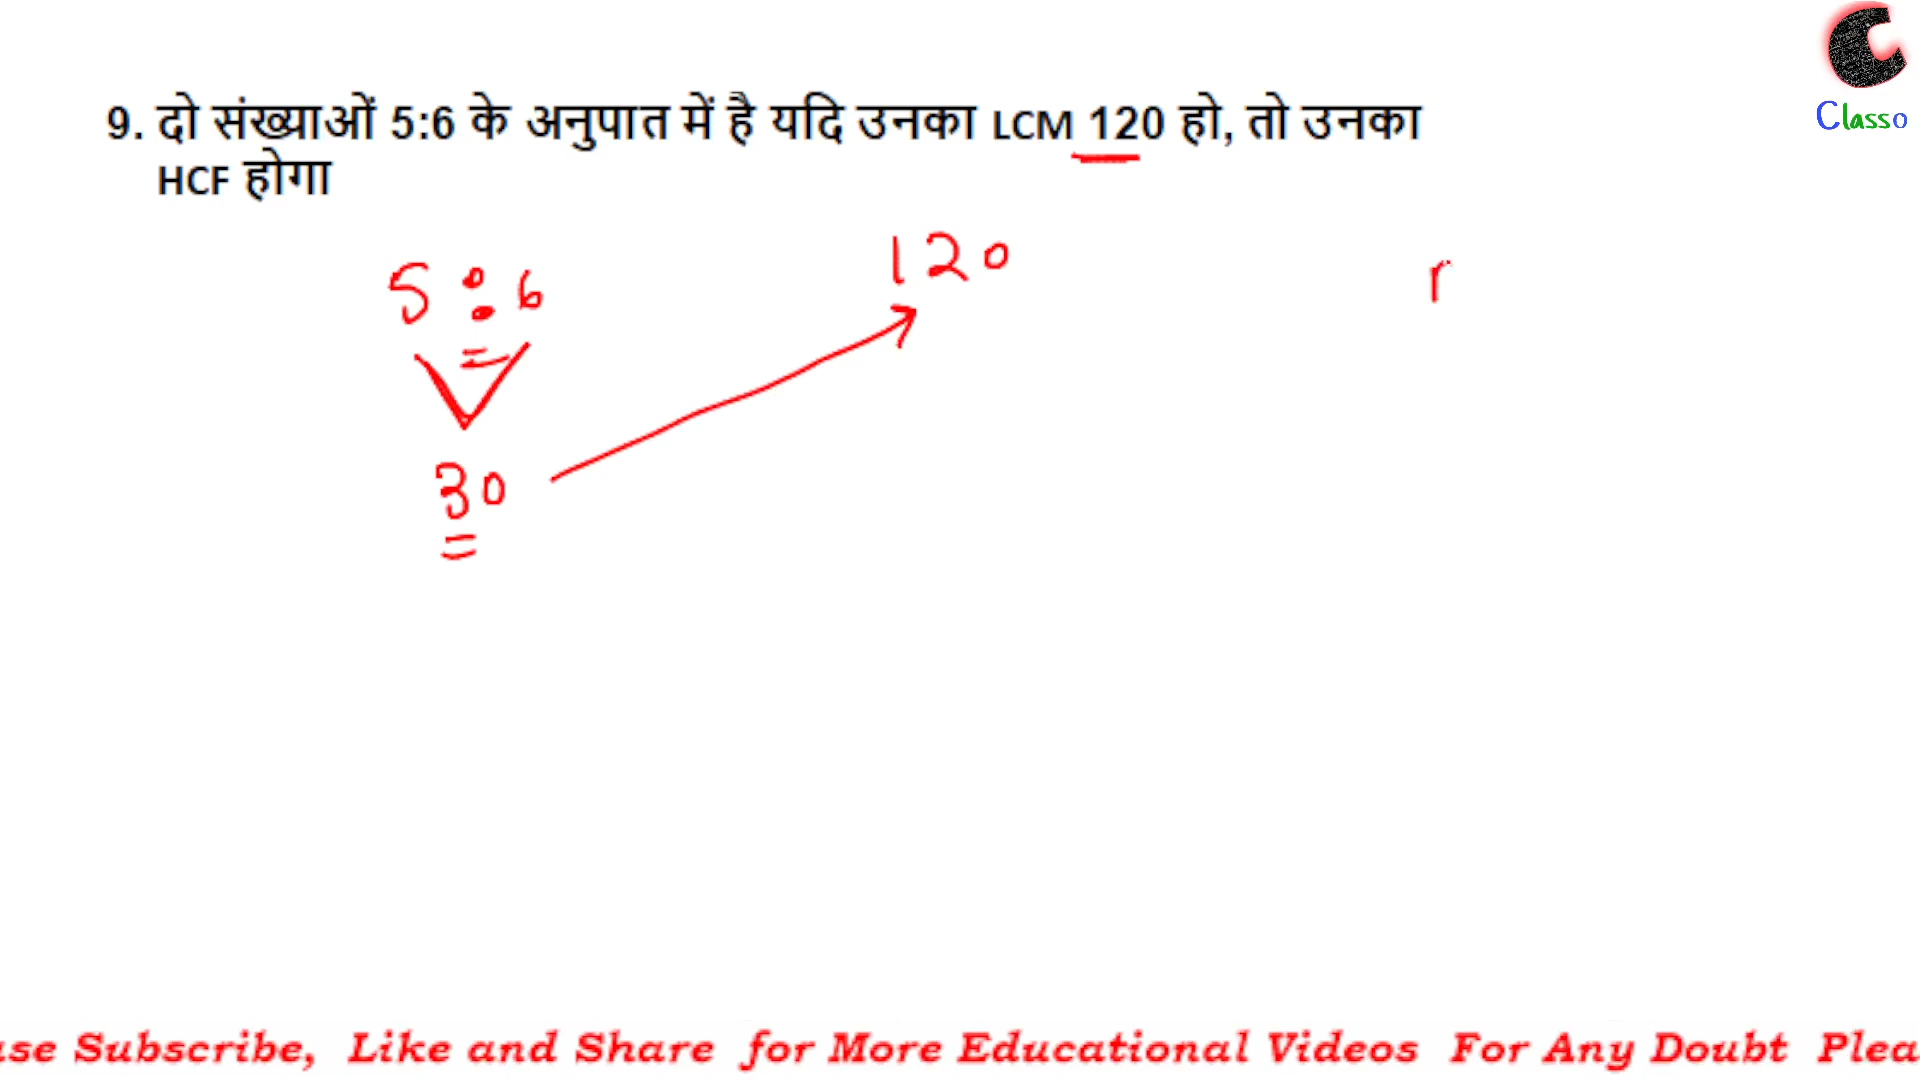 Classo
9. दो संख्याओं 5:6 के अनुपात में है यदि उनका LCM 120 हो, तो उनका
HCF होगा
5 : 6
120
30
se Subscribe, Like and Share for More Educational Videos For Any Doubt Plea